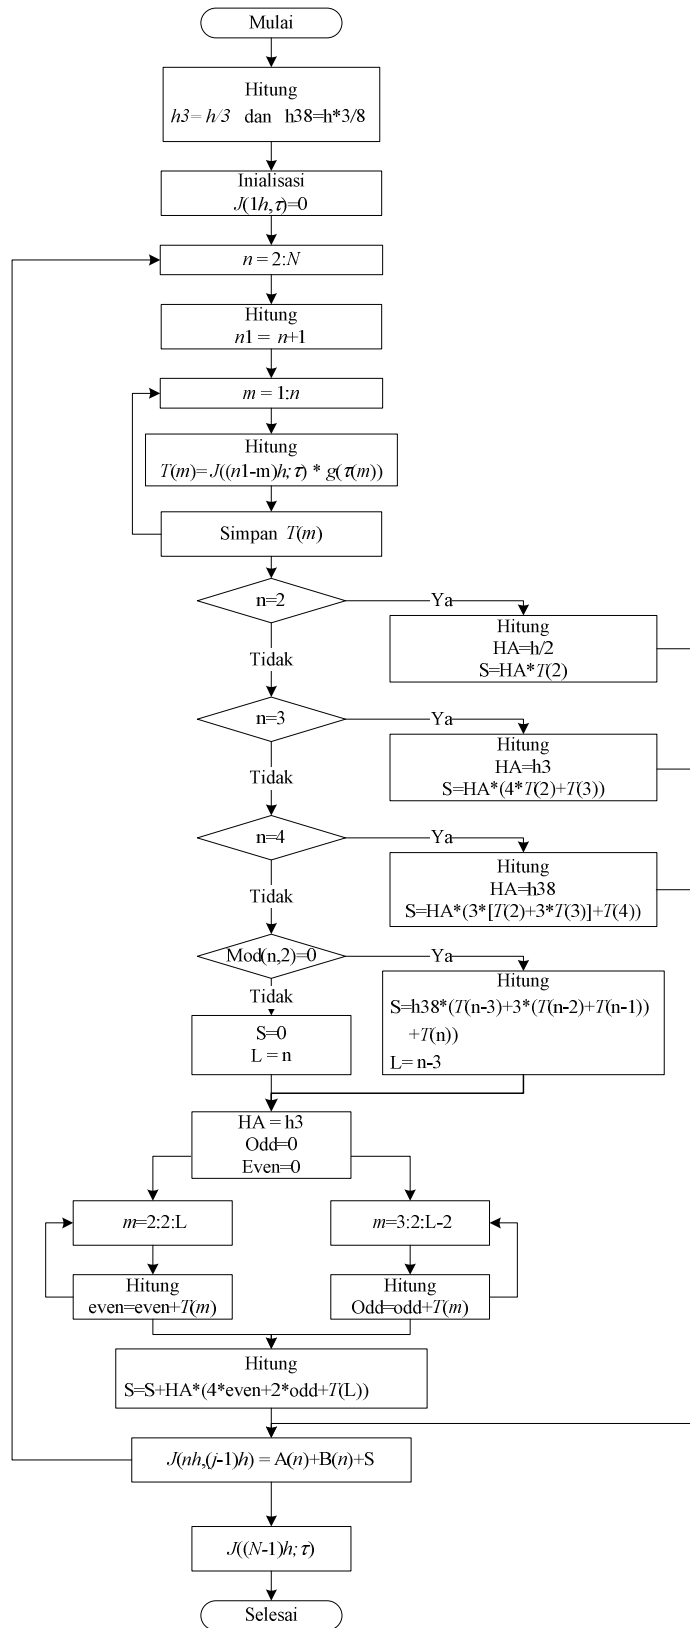 Mulai
Hitung
h3= h/3 dan h38=h*3/8
Inialisasi
J(1h,τ)=0
n = 2:N
Hitung
n1 = n+1
m = 1:n
Hitung
T(m)=J((n1-m)h;τ) * g(τ(m))
Simpan T(m)
n=2
Ya
Hitung
HA=h/2
S=HA*T(2)
Tidak
n=3
Ya
Hitung
HA=h3
S=HA*(4*T(2)+T(3))
Tidak
n=4
Ya
Hitung
HA=h38
S=HA*(3*[T(2)+3*T(3)]+T(4))
Tidak
Mod(n,2)=0
Ya
Hitung
S=h38*(T(n-3)+3*(T(n-2)+T(n-1))
+T(n))
L= n-3
Tidak
S=0
L = n
HA = h3
Odd=0
Even=0
m=2:2:L
m=3:2:L-2
Hitung
even=even+T(m)
Hitung
Odd=odd+T(m)
Hitung
S=S+HA*(4*even+2*odd+T(L))
J(nh,(j-1)h) = A(n)+B(n)+S
J((N-1)h;τ)
Selesai